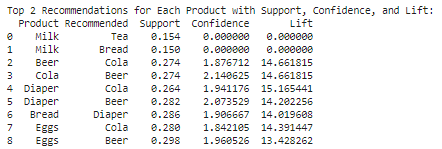 Top 2 Recommendations for Each Product with Support, Confidence, and Lift:
Product Recommended Support Confidence Lift
0 Milk Tea 0.154 0.000000 0.000000
1 Milk Bread 0.150 0.000000 0.000000
2 Beer Cola 0.274 1.876712 14.661815
3 Cola Beer 0.274 2.140625 14.661815
4 Diaper Cola 0.264 1.941176 15.165441
5 Diaper Beer 0.282 2.073529 14.202256
6 Bread Diaper 0.286 1.906667 14.019608
7 Eggs Cola 0.280 1.842105 14.391447
8 Eggs Beer 0.298 1.960526 13.428262